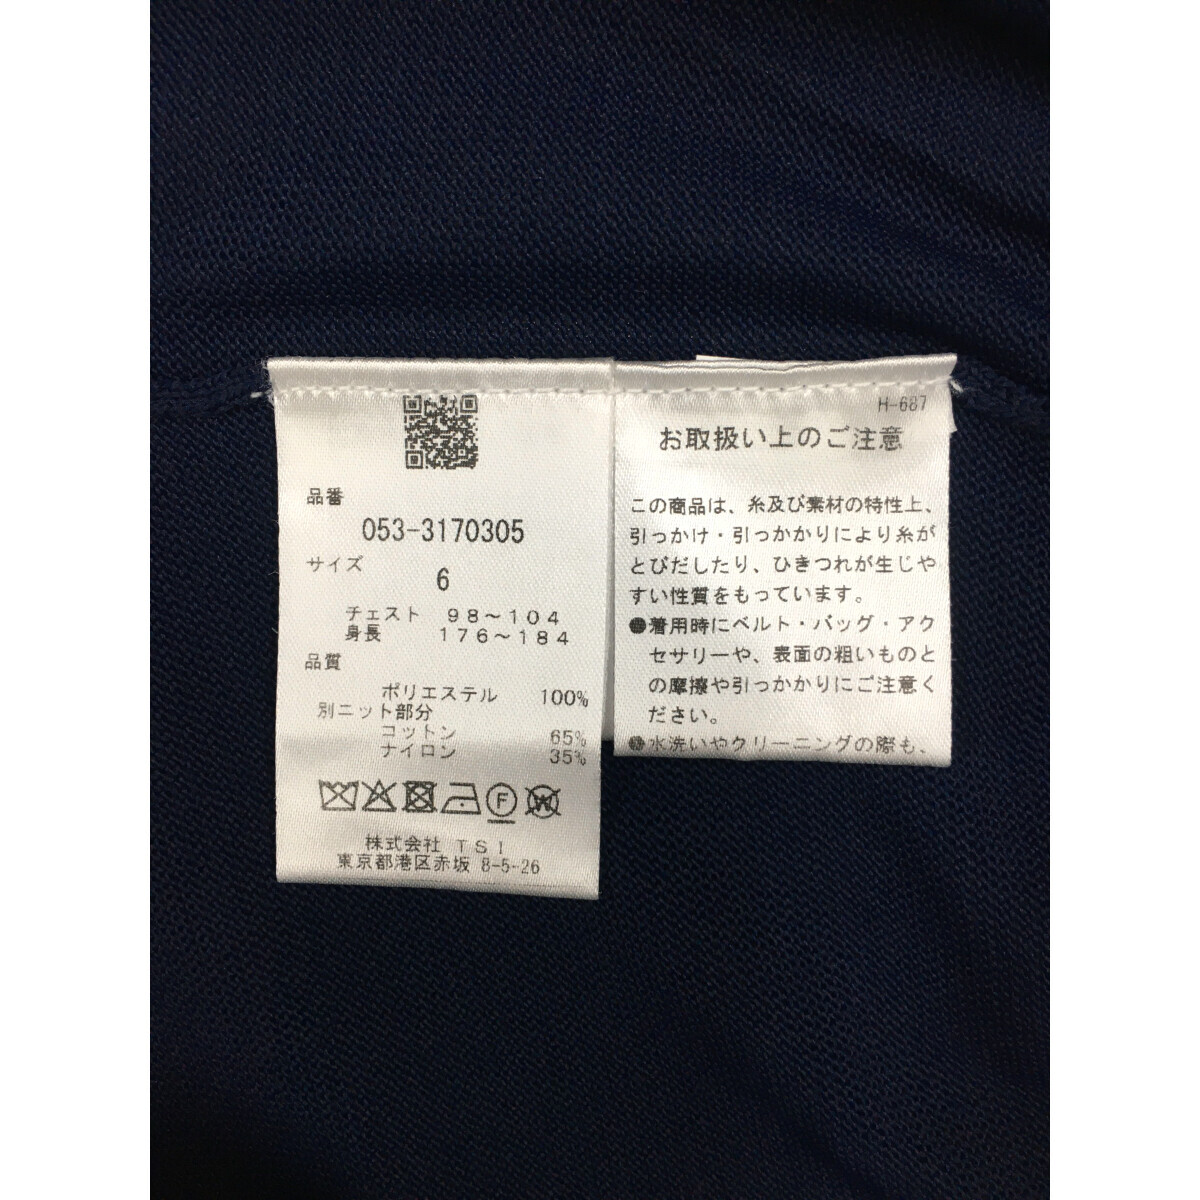 品番
053-3170305
サイズ
6
チェスト 98～104
身長 176～184
品質
ポリエステル 100%
別ニット部分
コットン 65%
ナイロン 35%
F
W
株式会社 TSI
東京都港区赤坂 8-5-26
H-687
お取扱い上のご注意
この商品は、糸及び素材の特性上、
引っかけ・引っかかりにより糸が
とびだしたり、ひきつれが生じや
すい性質をもっています。
●着用時にベルト・バッグ・アク
セサリーや、表面の粗いものと
の摩擦や引っかかりにご注意く
ださい。
●水洗いやクリーニングの際も、